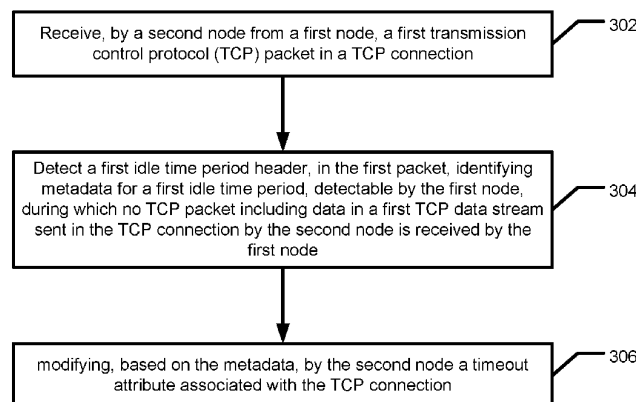 Receive, by a second node from a first node, a first transmission
control protocol (TCP) packet in a TCP connection
302
Detect a first idle time period header, in the first packet, identifying
metadata for a first idle time period, detectable by the first node,
during which no TCP packet including data in a first TCP data stream
sent in the TCP connection by the second node is received by the
first node
304
modifying, based on the metadata, by the second node a timeout
attribute associated with the TCP connection
306